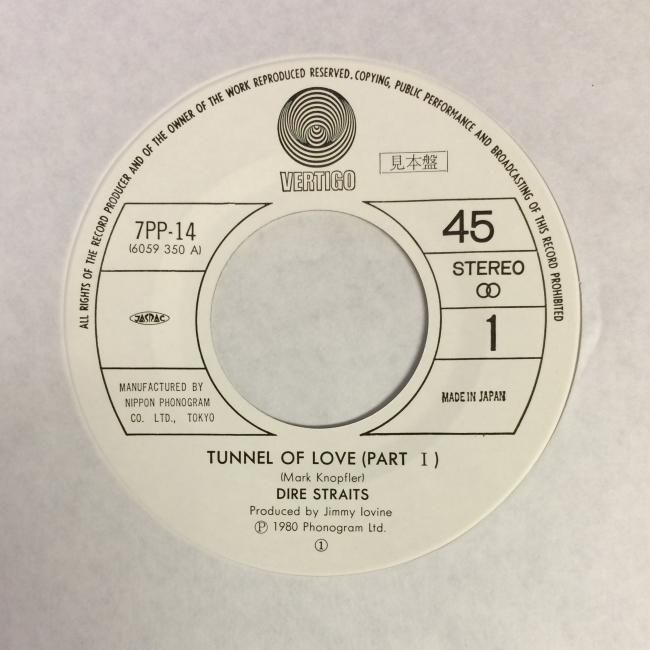 ALL RIGHTS OF THE RECORD PRODUCER AND OF THE OWNER OF THE WORK REPRODUCED RESERVED. COPYING, PUBLIC PERFORMANCE AND BROADCASTING OF THIS RECORD PROHIBITED
VERTIGO
見本盤
7PP-14
(6059 350 A)
JASRAC
MANUFACTURED BY
NIPPON PHONOGRAM
CO. LTD., TOKYO
45
STEREO
1
MADE IN JAPAN
TUNNEL OF LOVE (PART Ⅰ)
(Mark Knopfler)
DIRE STRAITS
Produced by Jimmy Iovine
℗ 1980 Phonogram Ltd.
①